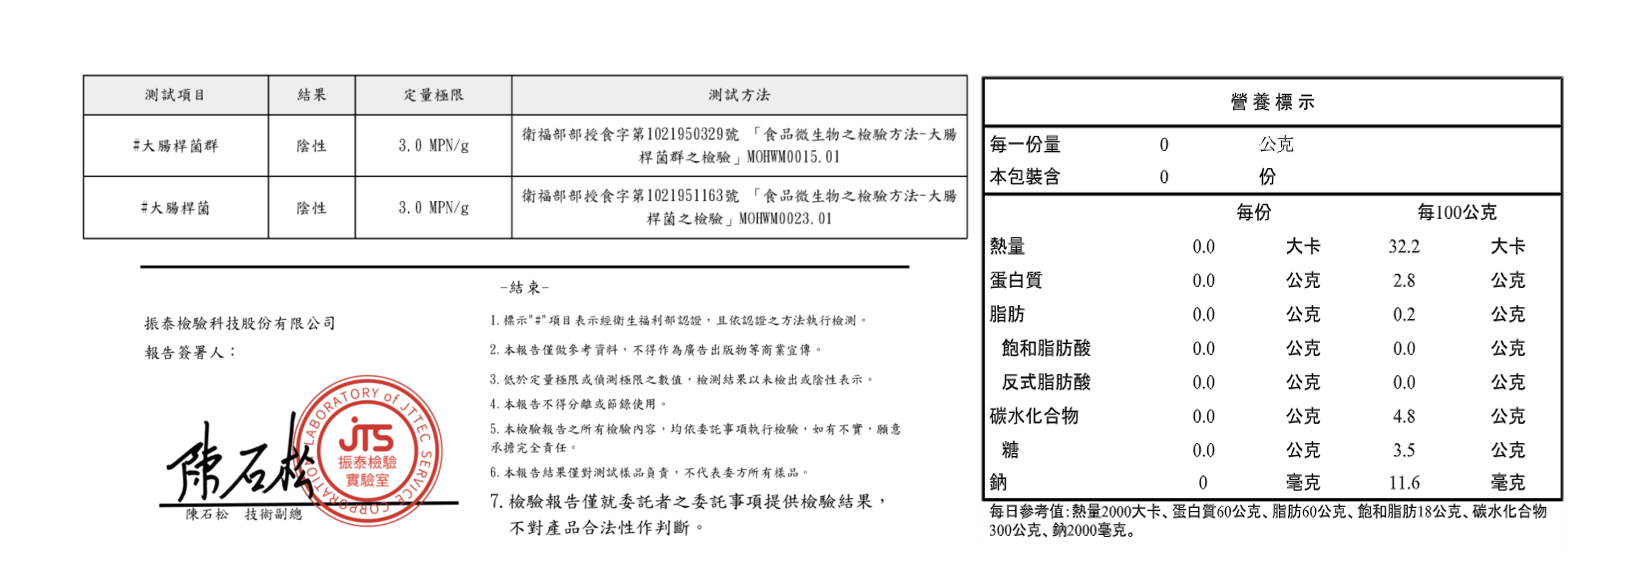 測試項目 結果 定量極限 測試方法
#大腸桿菌群 陰性 3.0 MPN/g 衛福部部授食字第1021950329號 「食品微生物之檢驗方法-大腸
桿菌群之檢驗」MOHWM0015.01
#大腸桿菌 陰性 3.0 MPN/g 衛福部部授食字第1021951163號 「食品微生物之檢驗方法-大腸
桿菌之檢驗」MOHWM0023.01
-結束-
振泰檢驗科技股份有限公司
報告簽署人：
陳石松
LABORATORY of JTTEC SERVICE CORPORATION
JTS
振泰檢驗
實驗室
陳石松 技術副總
1.標示"#"項目表示經衛生福利部認證，且依認證之方法執行檢測。
2.本報告僅做參考資料，不得作為廣告出版物等商業宣傳。
3.低於定量極限或偵測極限之數值，檢測結果以未檢出或陰性表示。
4.本報告不得分離或節錄使用。
5.本檢驗報告之所有檢驗內容，均依委託事項執行檢驗，如有不實，願意
承擔完全責任。
6.本報告結果僅對測試樣品負責，不代表委方所有樣品。
7.檢驗報告僅就委託者之委託事項提供檢驗結果，
不對產品合法性作判斷。
營養標示
每一份量 0 公克
本包裝含 0 份
每份 每100公克
熱量 0.0 大卡 32.2 大卡
蛋白質 0.0 公克 2.8 公克
脂肪 0.0 公克 0.2 公克
飽和脂肪酸 0.0 公克 0.0 公克
反式脂肪酸 0.0 公克 0.0 公克
碳水化合物 0.0 公克 4.8 公克
糖 0.0 公克 3.5 公克
鈉 0 毫克 11.6 毫克
每日參考值:熱量2000大卡、蛋白質60公克、脂肪60公克、飽和脂肪18公克、碳水化合物
300公克、鈉2000毫克。